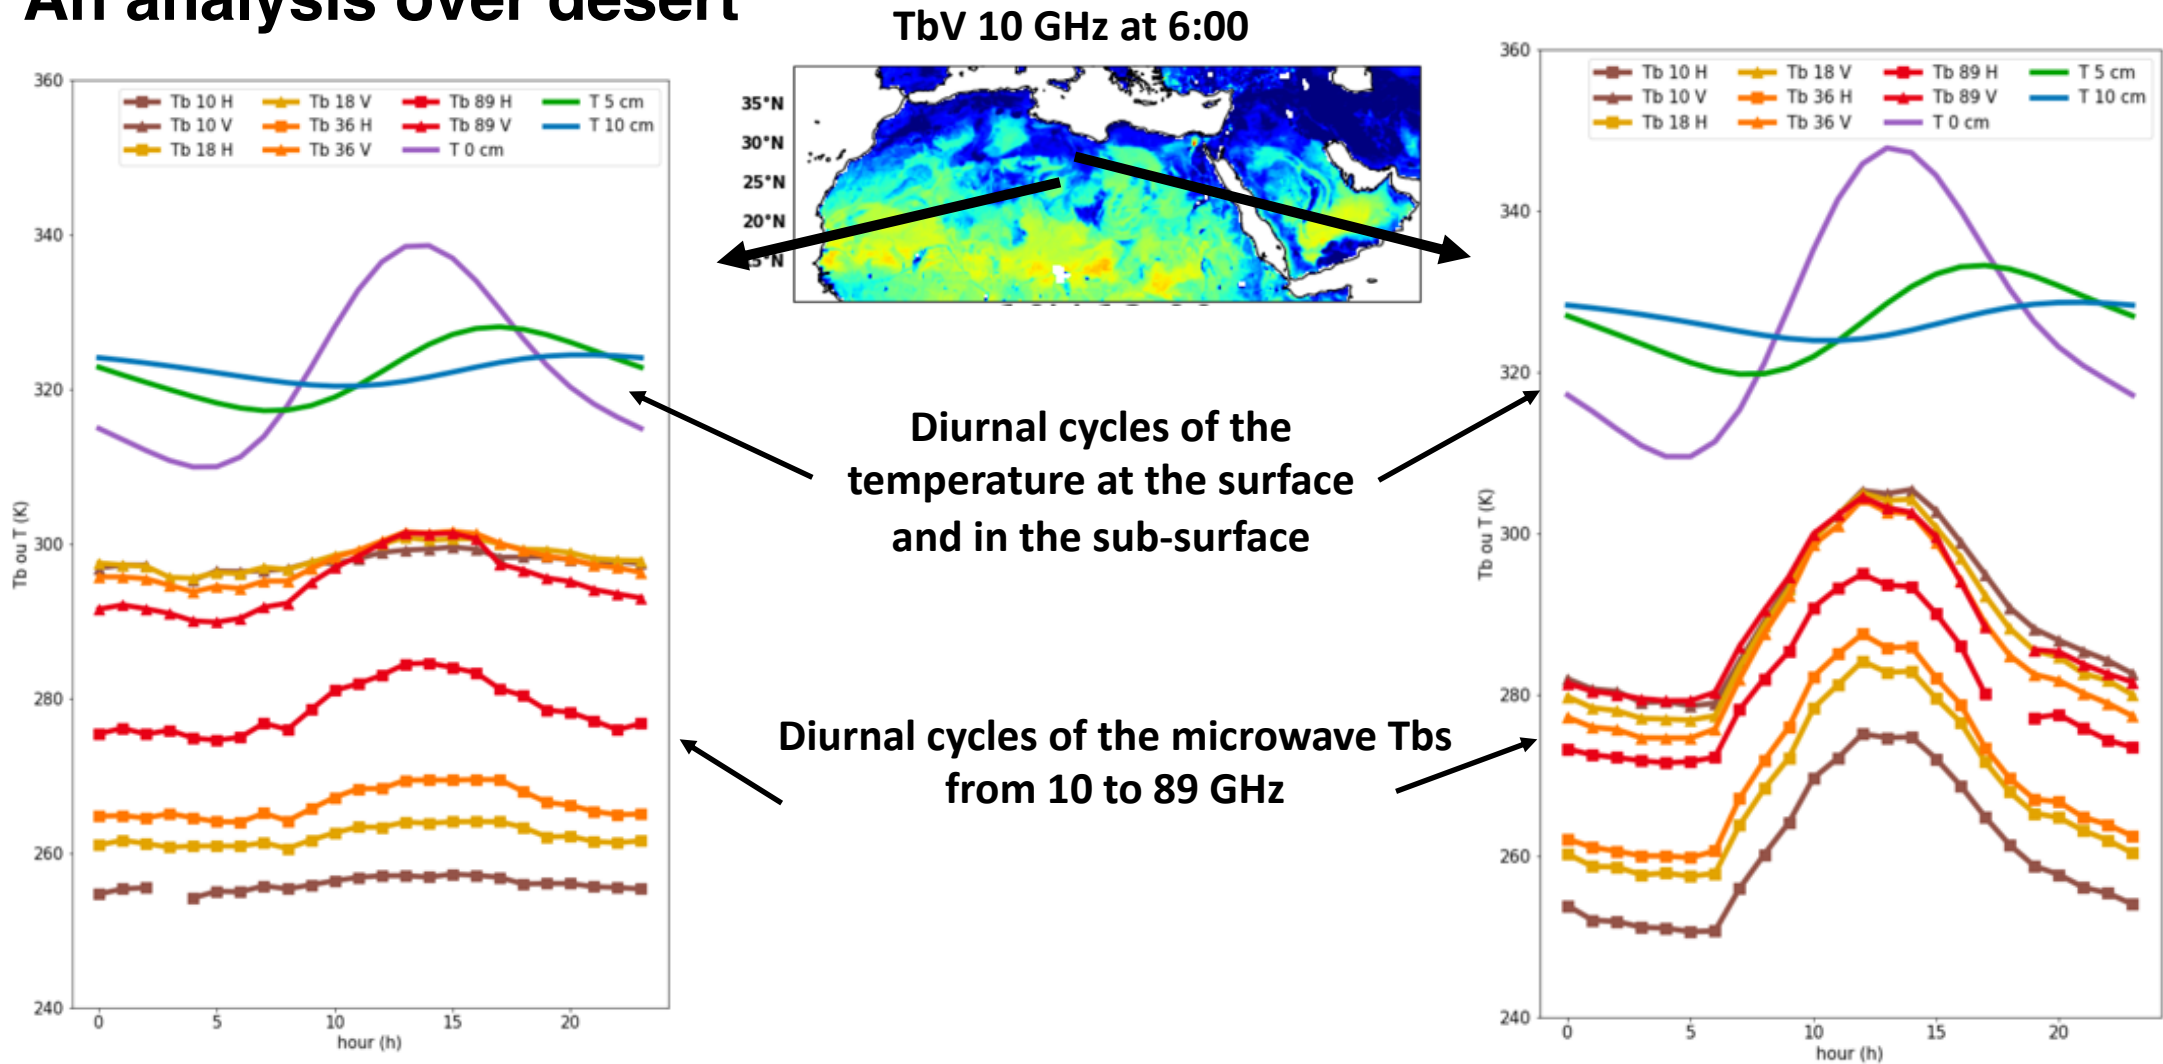 An analysis over desert
TbV 10 GHz at 6:00
360
340
320
300
280
260
240
Tb ou T (K)
Tb 10 H
Tb 10 V
Tb 18 H
Tb 18 V
Tb 36 H
Tb 36 V
Tb 89 H
Tb 89 V
T 0 cm
T 5 cm
T 10 cm
0 5 10 15 20
hour (h)
35°N
30°N
25°N
20°N
5°N
Diurnal cycles of the
temperature at the surface
and in the sub-surface
Diurnal cycles of the microwave Tbs
from 10 to 89 GHz
360
340
320
300
280
260
240
Tb ou T (K)
Tb 10 H
Tb 10 V
Tb 18 H
Tb 18 V
Tb 36 H
Tb 36 V
Tb 89 H
Tb 89 V
T 0 cm
T 5 cm
T 10 cm
0 5 10 15 20
hour (h)